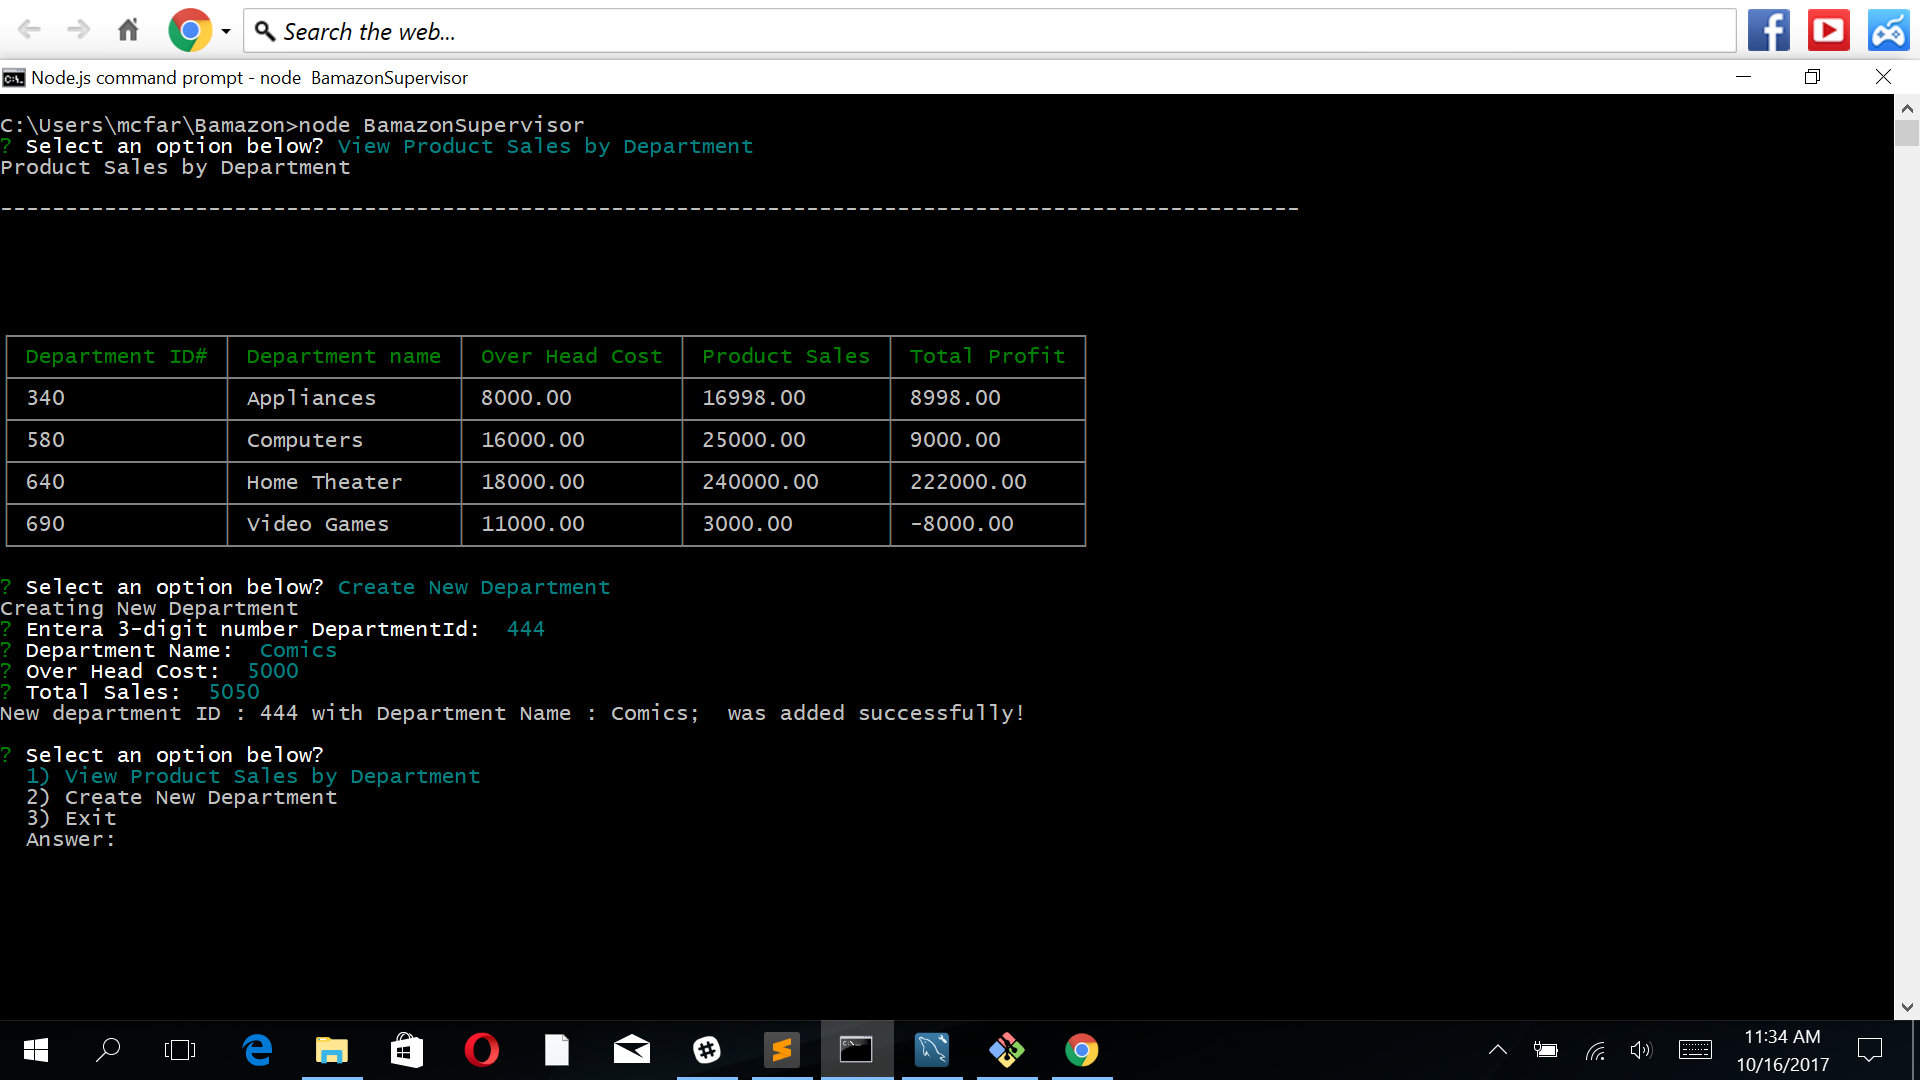 Search the web...
Node.js command prompt - node  BamazonSupervisor
C:\Users\mcfar\Bamazon>node BamazonSupervisor
? Select an option below? View Product Sales by Department
Product Sales by Department
----------------------------------------------------------------------------------------------------
Department ID# Department name Over Head Cost Product Sales Total Profit
340 Appliances 8000.00 16998.00 8998.00
580 Computers 16000.00 25000.00 9000.00
640 Home Theater 18000.00 240000.00 222000.00
690 Video Games 11000.00 3000.00 -8000.00
? Select an option below? Create New Department
Creating New Department
? Entera 3-digit number DepartmentId:  444
? Department Name:  Comics
? Over Head Cost:  5000
? Total Sales:  5050
New department ID : 444 with Department Name : Comics;  was added successfully!
? Select an option below?
1) View Product Sales by Department
2) Create New Department
3) Exit
Answer:
11:34 AM
10/16/2017